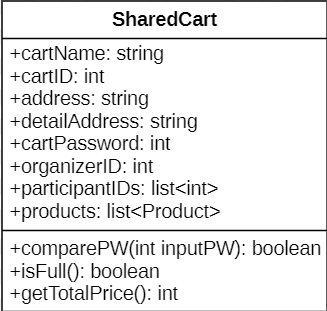 SharedCart
+cartName: string
+cartID: int
+address: string
+detailAddress: string
+cartPassword: int
+organizerID: int
+participantIDs: list<int>
+products: list<Product>
+comparePW(int inputPW): boolean
+isFull(): boolean
+getTotalPrice(): int